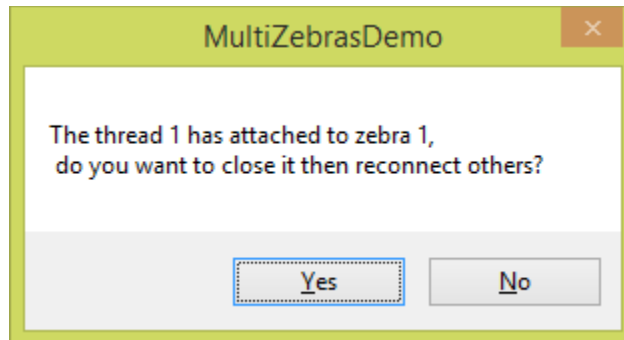 MultiZebrasDemo
The thread 1 has attached to zebra 1,
do you want to close it then reconnect others?
Yes
No